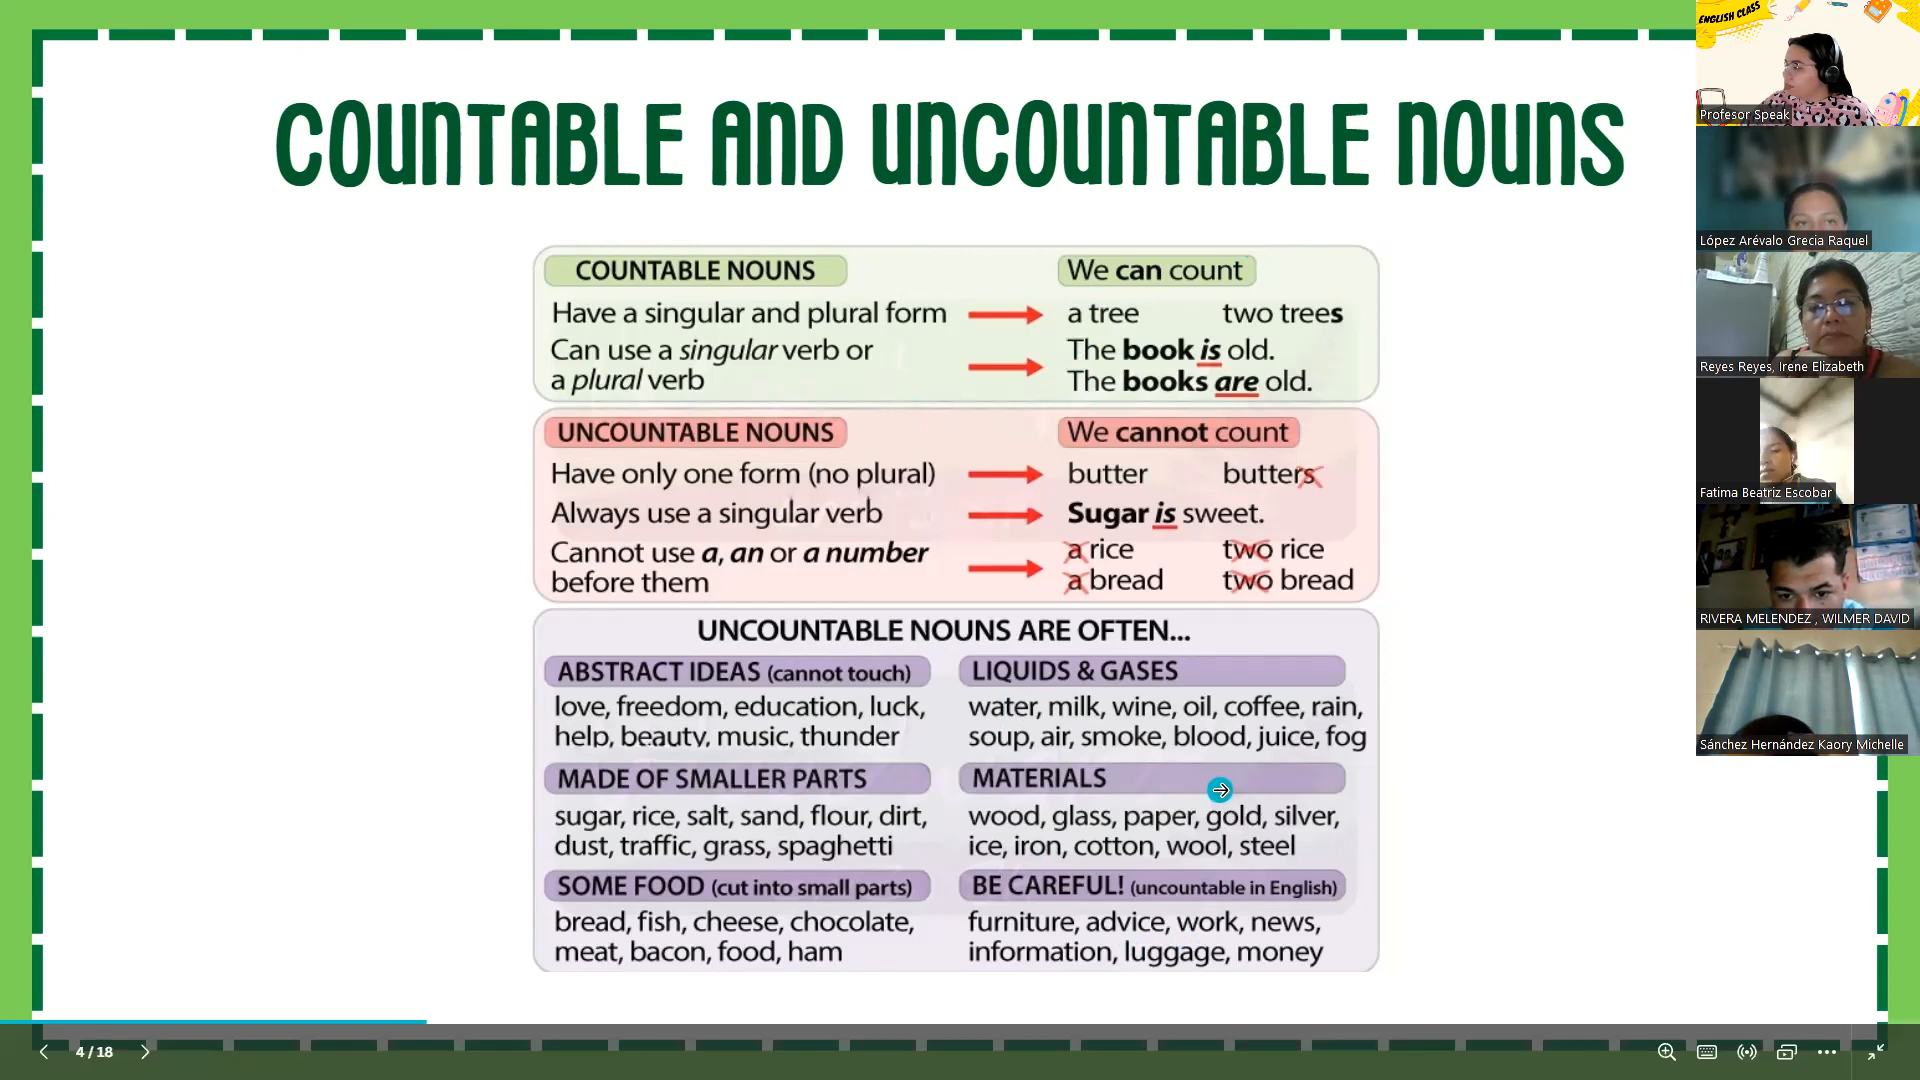 COUNTABLE AND UNCOUNTABLE NOUNS
COUNTABLE NOUNS We can count
Have a singular and plural form a tree two trees
Can use a singular verb or
a plural verb
The book is old.
The books are old.
UNCOUNTABLE NOUNS We cannot count
Have only one form (no plural) butter butters
Always use a singular verb Sugar is sweet.
Cannot use a, an or a number
before them
a rice two rice
a bread two bread
UNCOUNTABLE NOUNS ARE OFTEN...
ABSTRACT IDEAS (cannot touch)
love, freedom, education, luck,
help, beauty, music, thunder
LIQUIDS & GASES
water, milk, wine, oil, coffee, rain,
soup, air, smoke, blood, juice, fog
MADE OF SMALLER PARTS
sugar, rice, salt, sand, flour, dirt,
dust, traffic, grass, spaghetti
MATERIALS
wood, glass, paper, gold, silver,
ice, iron, cotton, wool, steel
SOME FOOD (cut into small parts)
bread, fish, cheese, chocolate,
meat, bacon, food, ham
BE CAREFUL! (uncountable in English)
furniture, advice, work, news,
information, luggage, money
ENGLISH CLASS
Profesor Speak
López Arévalo Grecia Raquel
Reyes Reyes, Irene Elizabeth
Fatima Beatriz Escobar
RIVERA MELENDEZ , WILMER DAVID
Sánchez Hernández Kaory Michelle
4 / 18